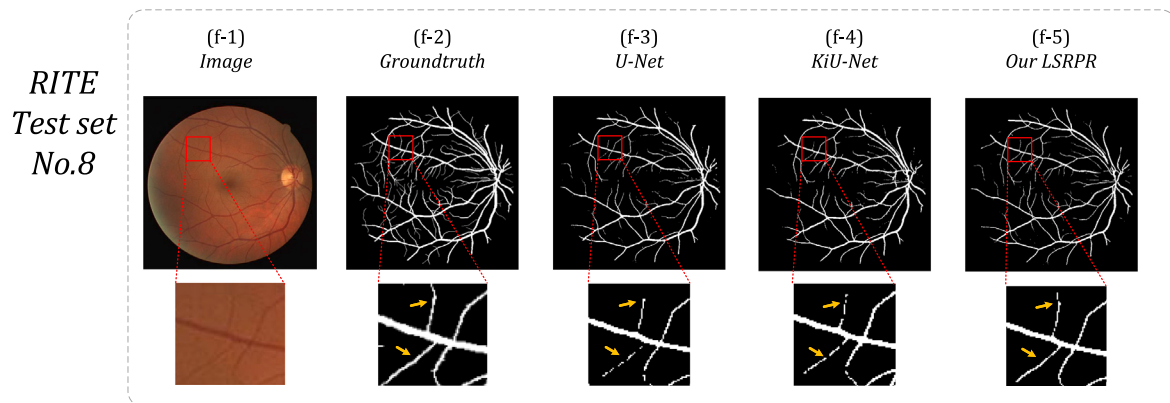 RITE
Test set
No.8
(f-1)
Image
(f-2)
Groundtruth
(f-3)
U-Net
(f-4)
KiU-Net
(f-5)
Our LSRPR